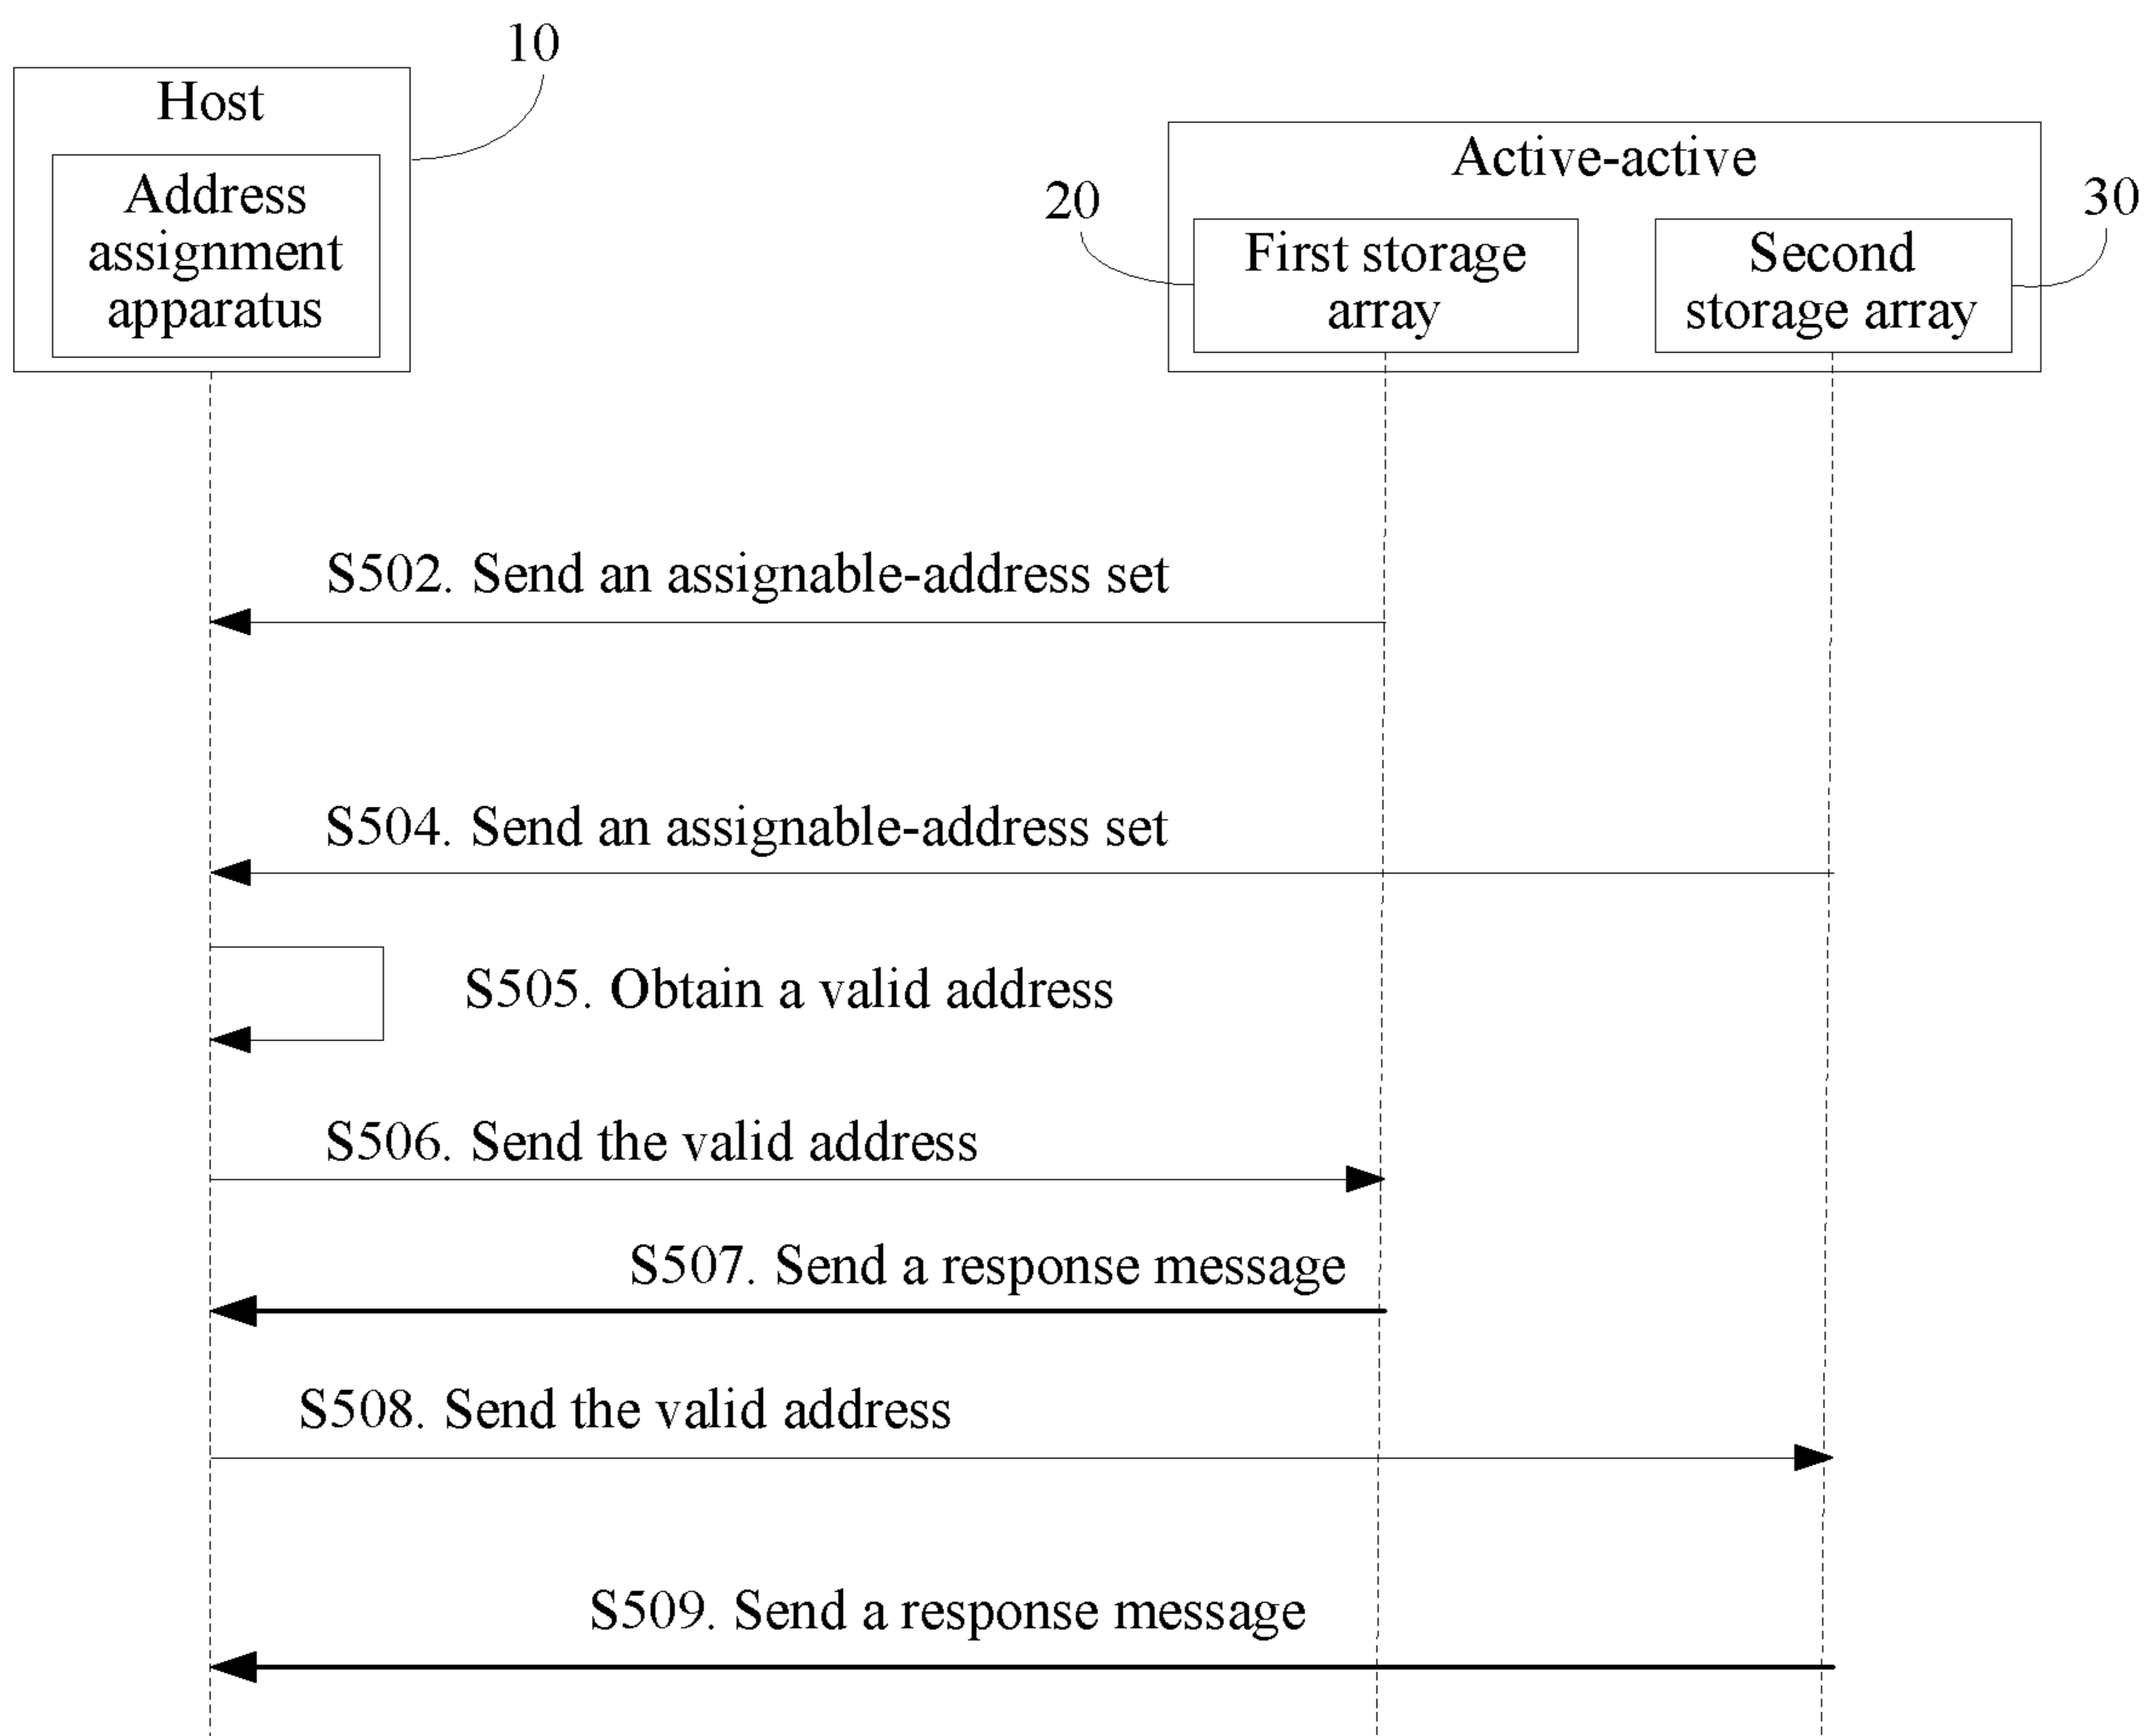 10
Host
Address
assignment
apparatus
Active-active
20
30
First storage
array
Second
storage array
S502. Send an assignable-address set
S504. Send an assignable-address set
S505. Obtain a valid address
S506. Send the valid address
S507. Send a response message
S508. Send the valid address
S509. Send a response message